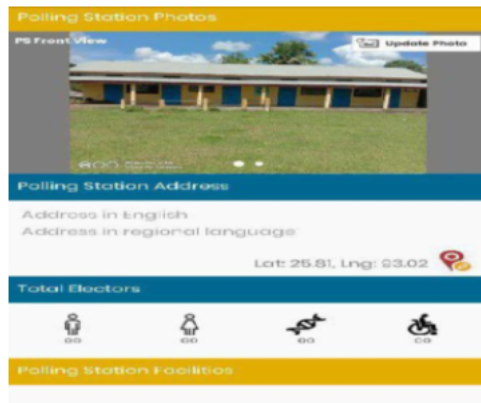 Polling Station Photos
PS Front View
Update Photo
Polling Station Address
Address in English
Address in regional language
Lat: 25.81, Lng: 93.02
Total Electors
Polling Station Facilities